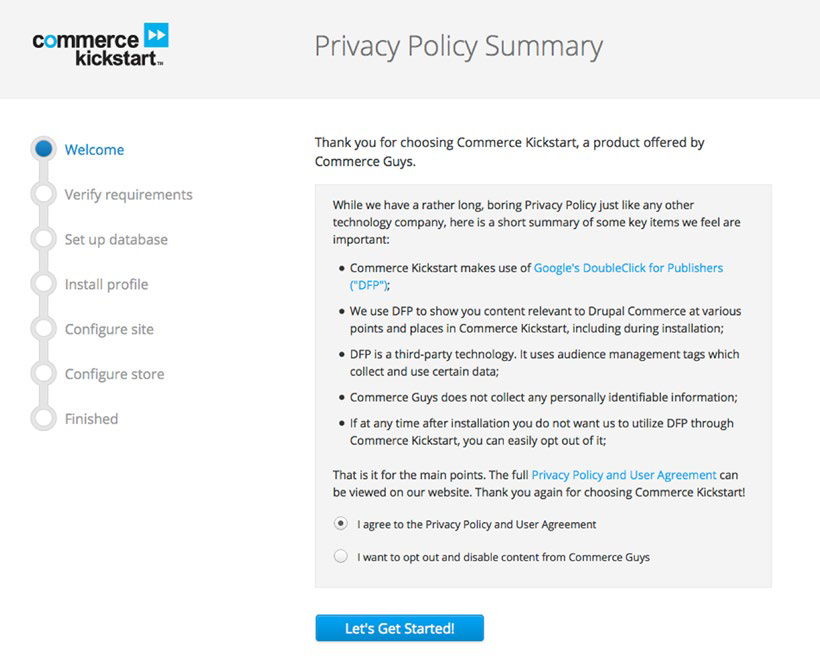 commerce
kickstart™
Privacy Policy Summary
Welcome
Verify requirements
Set up database
Install profile
Configure site
Configure store
Finished
Thank you for choosing Commerce Kickstart, a product offered by
Commerce Guys.
While we have a rather long, boring Privacy Policy just like any other
technology company, here is a short summary of some key items we feel are
important:
• Commerce Kickstart makes use of Google's DoubleClick for Publishers
("DFP");
• We use DFP to show you content relevant to Drupal Commerce at various
points and places in Commerce Kickstart, including during installation;
• DFP is a third-party technology. It uses audience management tags which
collect and use certain data;
• Commerce Guys does not collect any personally identifiable information;
• If at any time after installation you do not want us to utilize DFP through
Commerce Kickstart, you can easily opt out of it;
That is it for the main points. The full Privacy Policy and User Agreement can
be viewed on our website. Thank you again for choosing Commerce Kickstart!
I agree to the Privacy Policy and User Agreement
I want to opt out and disable content from Commerce Guys
Let's Get Started!